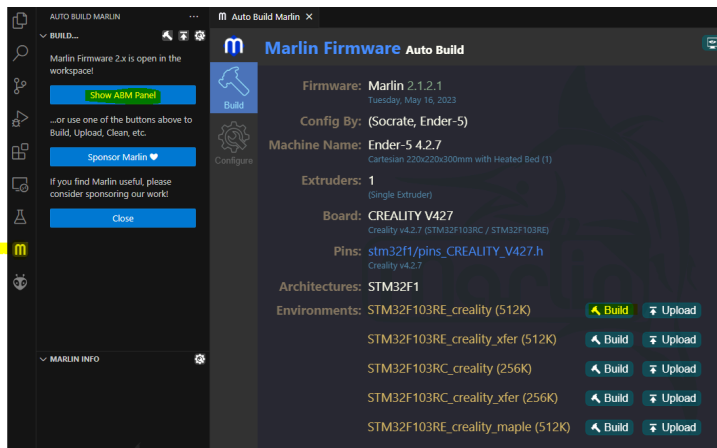 AUTO BUILD MARLIN
...
BUILD...
Marlin Firmware 2.x is open in the
workspace!
Show ABM Panel
...or use one of the buttons above to
Build, Upload, Clean, etc.
Sponsor Marlin
If you find Marlin useful, please
consider sponsoring our work!
Close
MARLIN INFO
m Auto Build Marlin ×
Marlin Firmware Auto Build
Build
Configure
Firmware: Marlin 2.1.2.1
Tuesday, May 16, 2023
Config By: (Socrate, Ender-5)
Machine Name: Ender-5 4.2.7
Cartesian 220x220x300mm with Heated Bed (1)
Extruders: 1
(Single Extruder)
Board: CREALITY V427
Creality v4.2.7 (STM32F103RC / STM32F103RE)
Pins: stm32f1/pins_CREALITY_V427.h
Creality v4.2.7
Architectures: STM32F1
Environments: STM32F103RE_creality (512K) Build Upload
STM32F103RE_creality_xfer (512K) Build Upload
STM32F103RC_creality (256K) Build Upload
STM32F103RC_creality_xfer (256K) Build Upload
STM32F103RE_creality_maple (512K) Build Upload